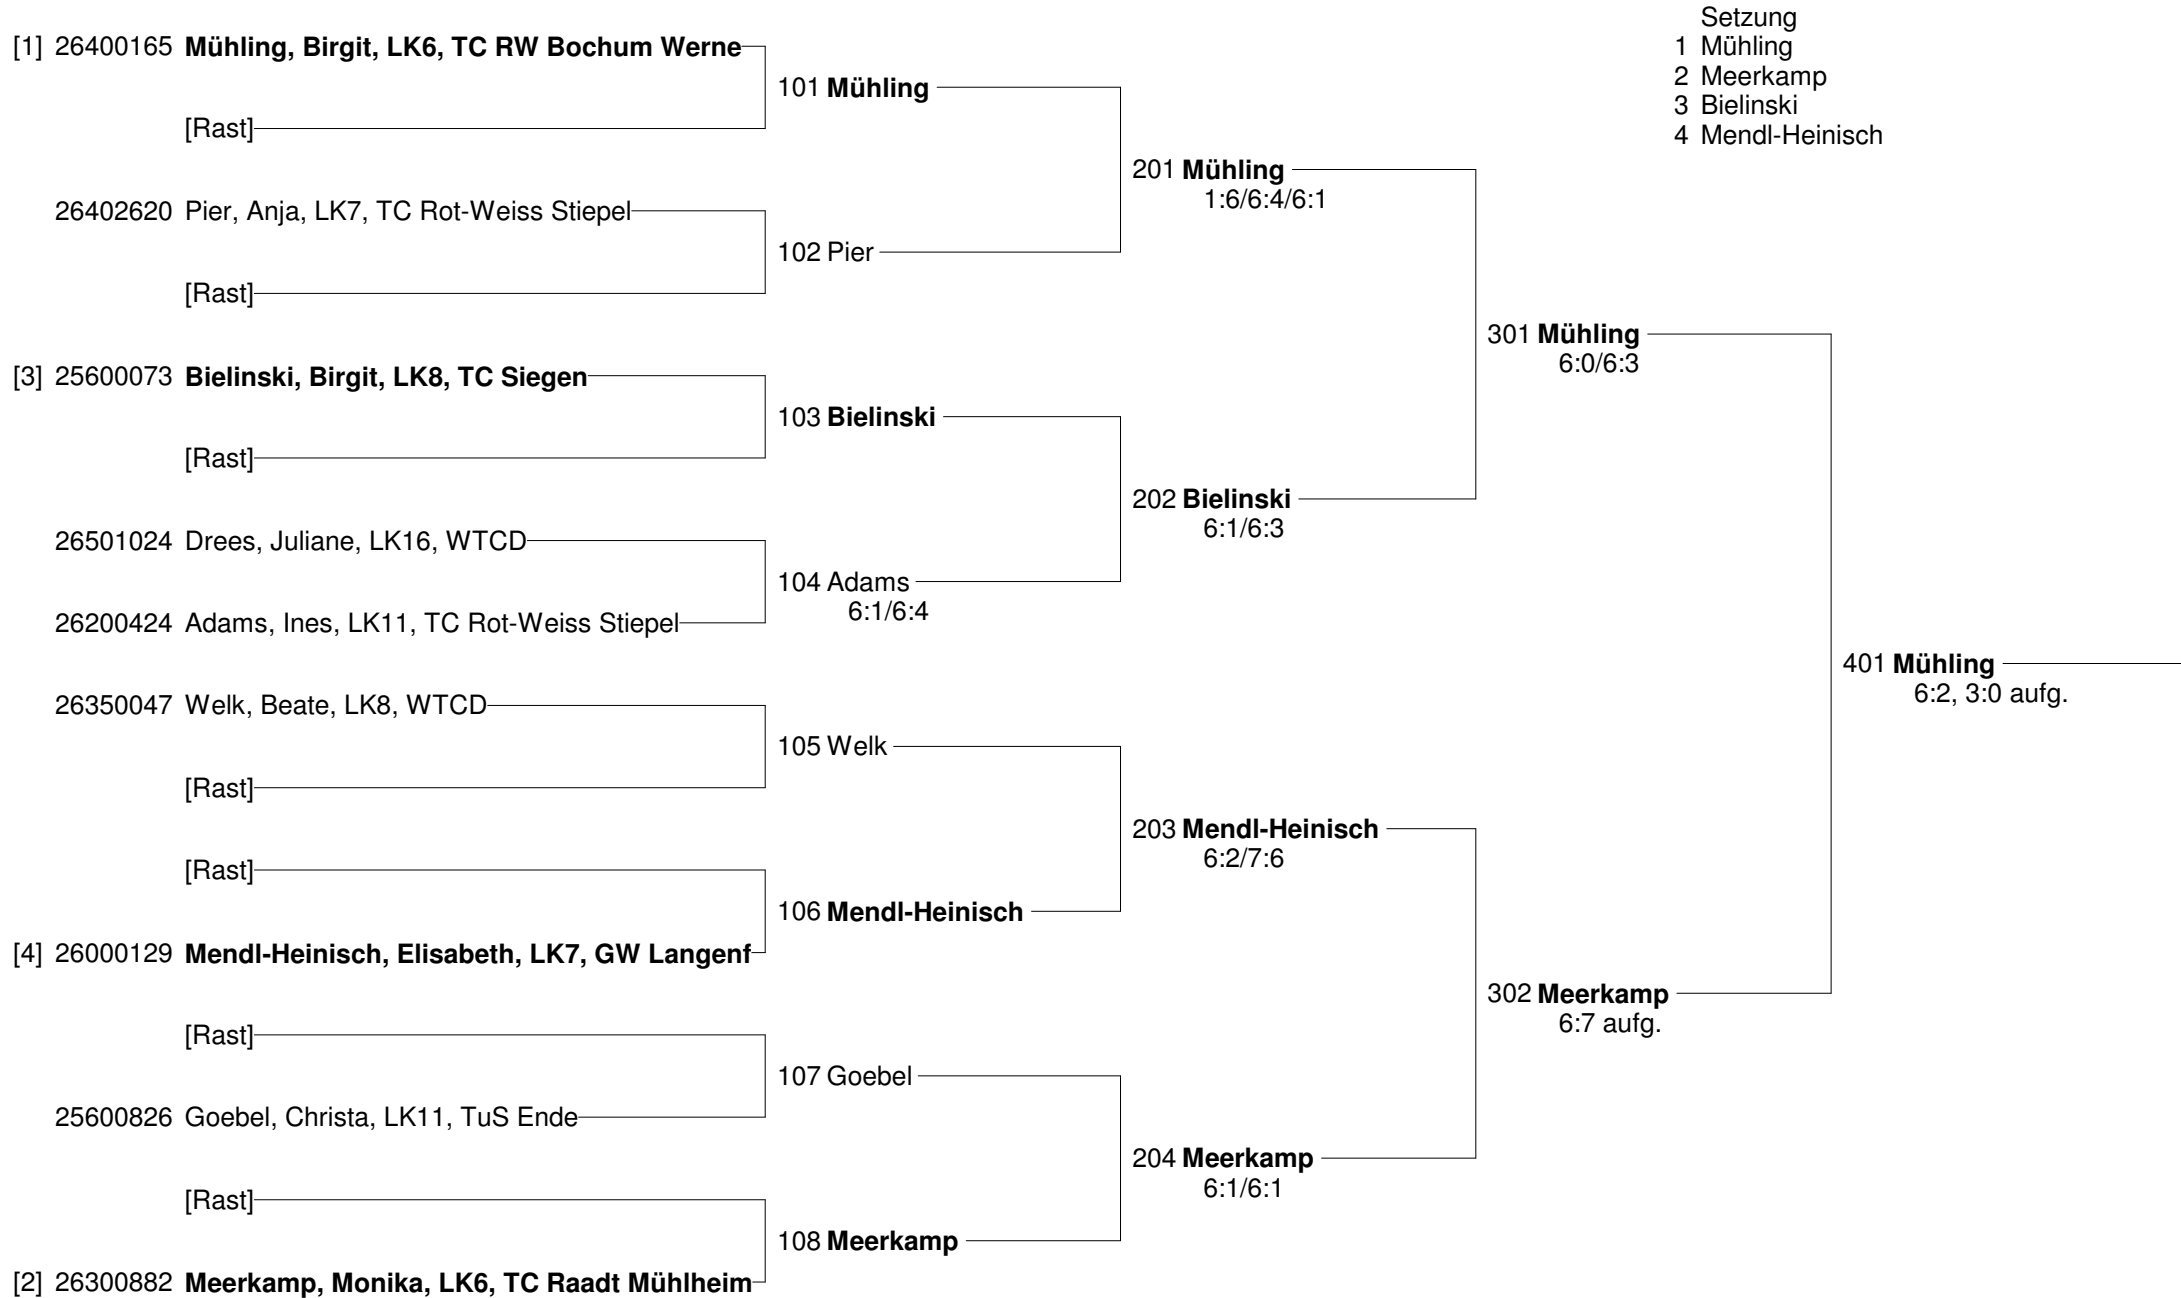 Setzung
1 Mühling
2 Meerkamp
3 Bielinski
4 Mendl-Heinisch
[1] 26400165 Mühling, Birgit, LK6, TC RW Bochum Werne
[Rast]
26402620 Pier, Anja, LK7, TC Rot-Weiss Stiepel
[Rast]
[3] 25600073 Bielinski, Birgit, LK8, TC Siegen
[Rast]
26501024 Drees, Juliane, LK16, WTCD
26200424 Adams, Ines, LK11, TC Rot-Weiss Stiepel
26350047 Welk, Beate, LK8, WTCD
[Rast]
[Rast]
[4] 26000129 Mendl-Heinisch, Elisabeth, LK7, GW Langenf
[Rast]
25600826 Goebel, Christa, LK11, TuS Ende
[Rast]
[2] 26300882 Meerkamp, Monika, LK6, TC Raadt Mühlheim
101 Mühling
102 Pier
103 Bielinski
104 Adams
6:1/6:4
105 Welk
106 Mendl-Heinisch
107 Goebel
108 Meerkamp
201 Mühling
1:6/6:4/6:1
202 Bielinski
6:1/6:3
203 Mendl-Heinisch
6:2/7:6
204 Meerkamp
6:1/6:1
301 Mühling
6:0/6:3
302 Meerkamp
6:7 aufg.
401 Mühling
6:2, 3:0 aufg.